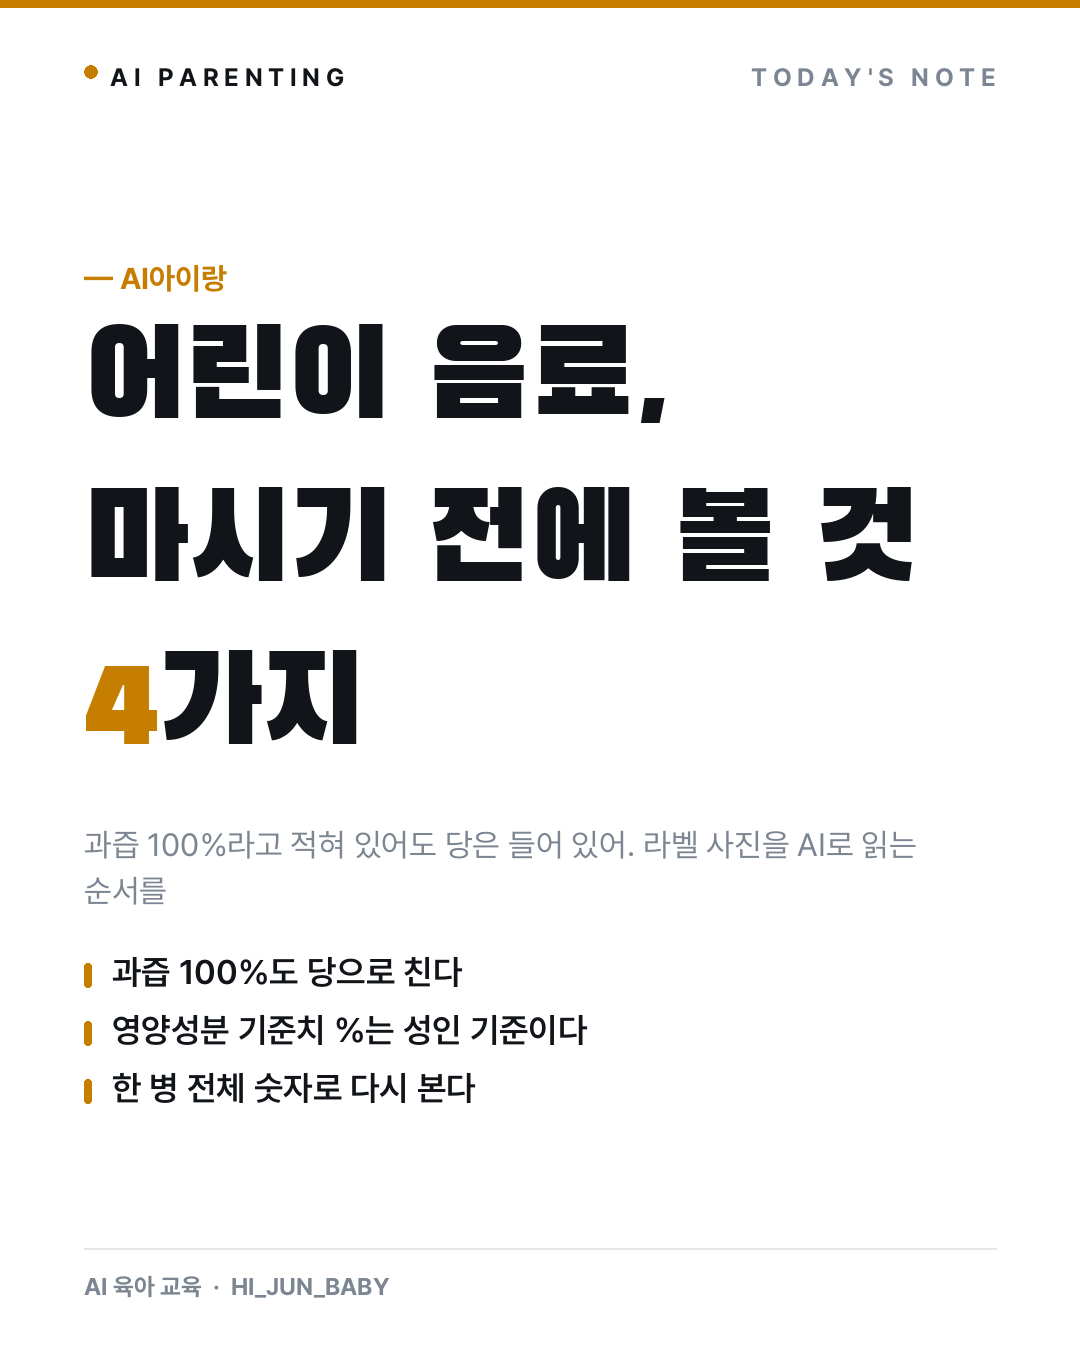 AI PARENTING
TODAY'S NOTE
— AI아이랑
어린이 음료,
마시기 전에 볼 것
4가지
과즙 100%라고 적혀 있어도 당은 들어 있어. 라벨 사진을 AI로 읽는
순서를
과즙 100%도 당으로 친다
영양성분 기준치 %는 성인 기준이다
한 병 전체 숫자로 다시 본다
AI 육아 교육 · HI_JUN_BABY